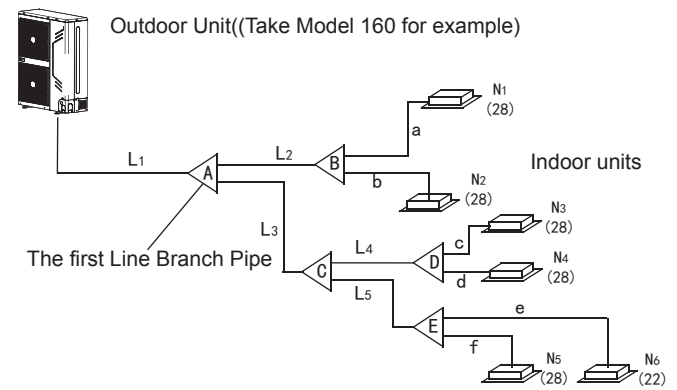 Outdoor Unit((Take Model 160 for example)
N1
(28)
a
L1
L2
B
A
b
Indoor units
N2
(28)
L3
N3
(28)
The first Line Branch Pipe
L4
c
D
N4
(28)
d
C
L5
e
E
f
N5
(28)
N6
(22)